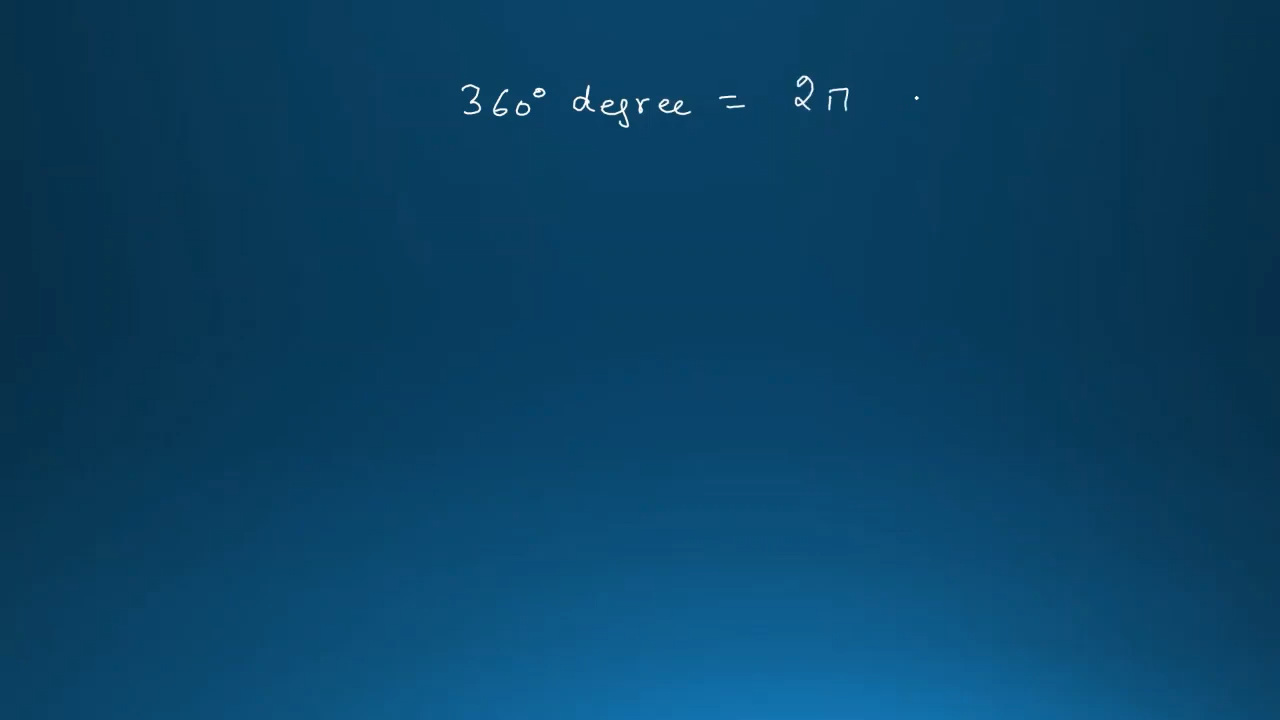 360° degree = 2π